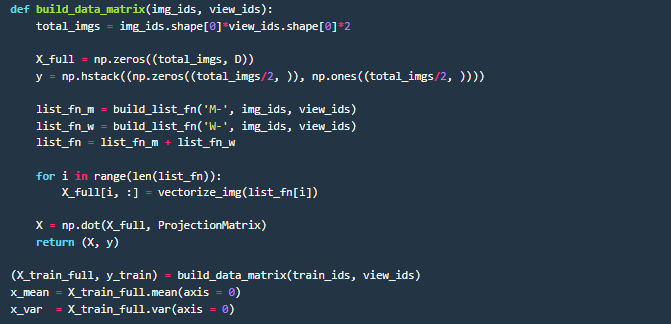 def build_data_matrix(img_ids, view_ids):
    total_imgs = img_ids.shape[0]*view_ids.shape[0]*2

    X_full = np.zeros((total_imgs, D))
    y = np.hstack((np.zeros((total_imgs/2, )), np.ones((total_imgs/2, ))))

    list_fn_m = build_list_fn('M-', img_ids, view_ids)
    list_fn_w = build_list_fn('W-', img_ids, view_ids)
    list_fn = list_fn_m + list_fn_w

    for i in range(len(list_fn)):
        X_full[i, :] = vectorize_img(list_fn[i])

    X = np.dot(X_full, ProjectionMatrix)
    return (X, y)

(X_train_full, y_train) = build_data_matrix(train_ids, view_ids)
x_mean = X_train_full.mean(axis = 0)
x_var  = X_train_full.var(axis = 0)